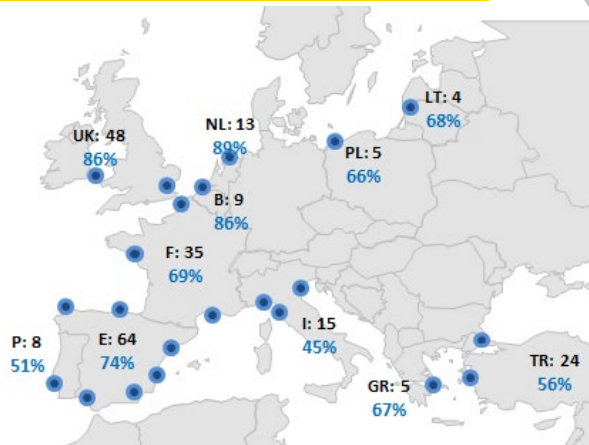 LT: 4
68%
NL: 13
89%
UK: 48
86%
PL: 5
66%
B: 9
86%
F: 35
69%
I: 15
45%
P: 8
51%
E: 64
74%
TR: 24
56%
GR: 5
67%